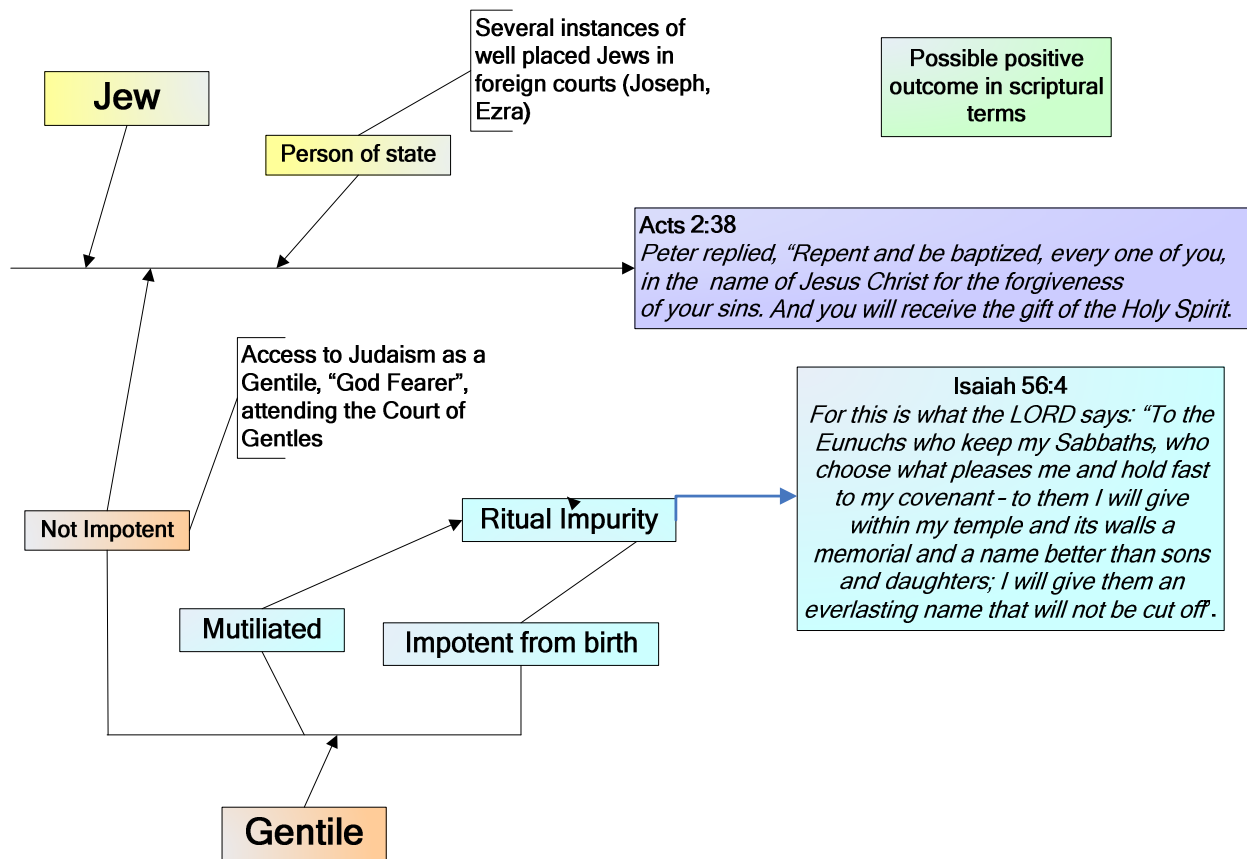 Several instances of
well placed Jews in
foreign courts (Joseph,
Ezra)
Possible positive
outcome in scriptural
terms
Jew
Person of state
Acts 2:38
Peter replied, “Repent and be baptized, every one of you,
in the name of Jesus Christ for the forgiveness
of your sins. And you will receive the gift of the Holy Spirit.
Access to Judaism as a
Gentile, “God Fearer”,
attending the Court of
Gentles
Isaiah 56:4
For this is what the LORD says: “To the
Eunuchs who keep my Sabbaths, who
choose what pleases me and hold fast
to my covenant – to them I will give
within my temple and its walls a
memorial and a name better than sons
and daughters; I will give them an
everlasting name that will not be cut off”.
Not Impotent
Ritual Impurity
Mutiliated
Impotent from birth
Gentile